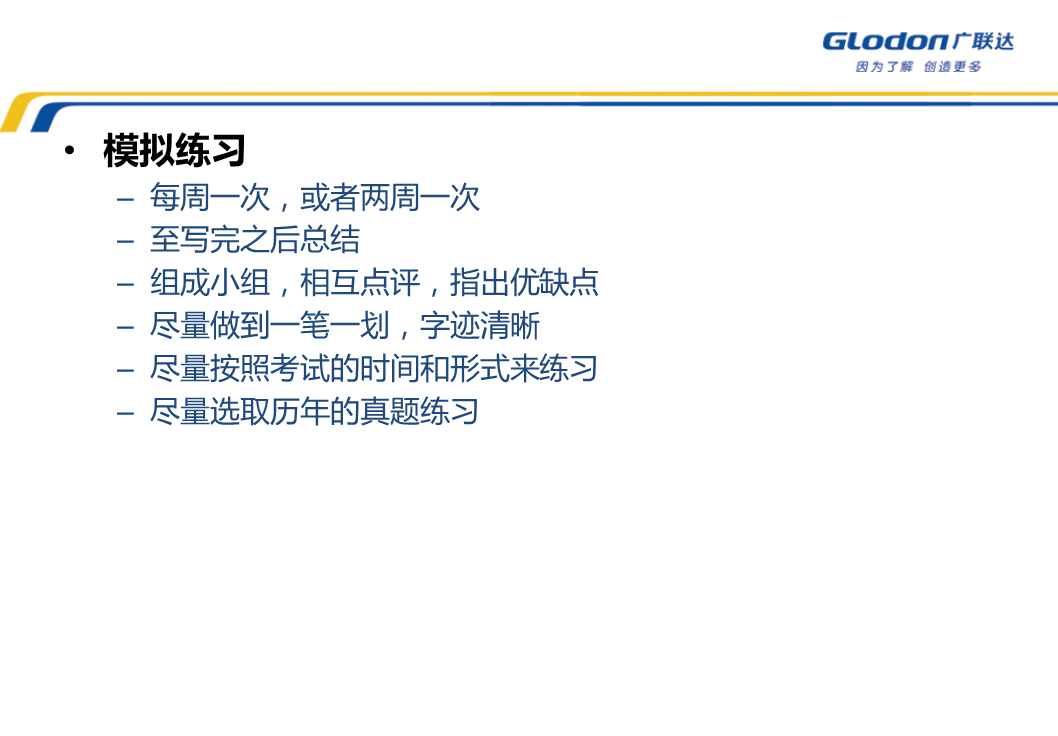 GLodon广联达
因为了解 创造更多
• 模拟练习
– 每周一次，或者两周一次
– 至写完之后总结
– 组成小组，相互点评，指出优缺点
– 尽量做到一笔一划，字迹清晰
– 尽量按照考试的时间和形式来练习
– 尽量选取历年的真题练习